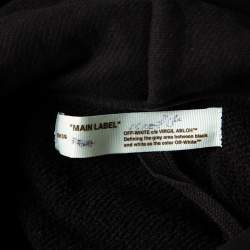 "MAIN LABEL"
OFF-WHITE c/o VIRGIL ABLOH™
Defining the grey area between black
and white as the color Off-White™